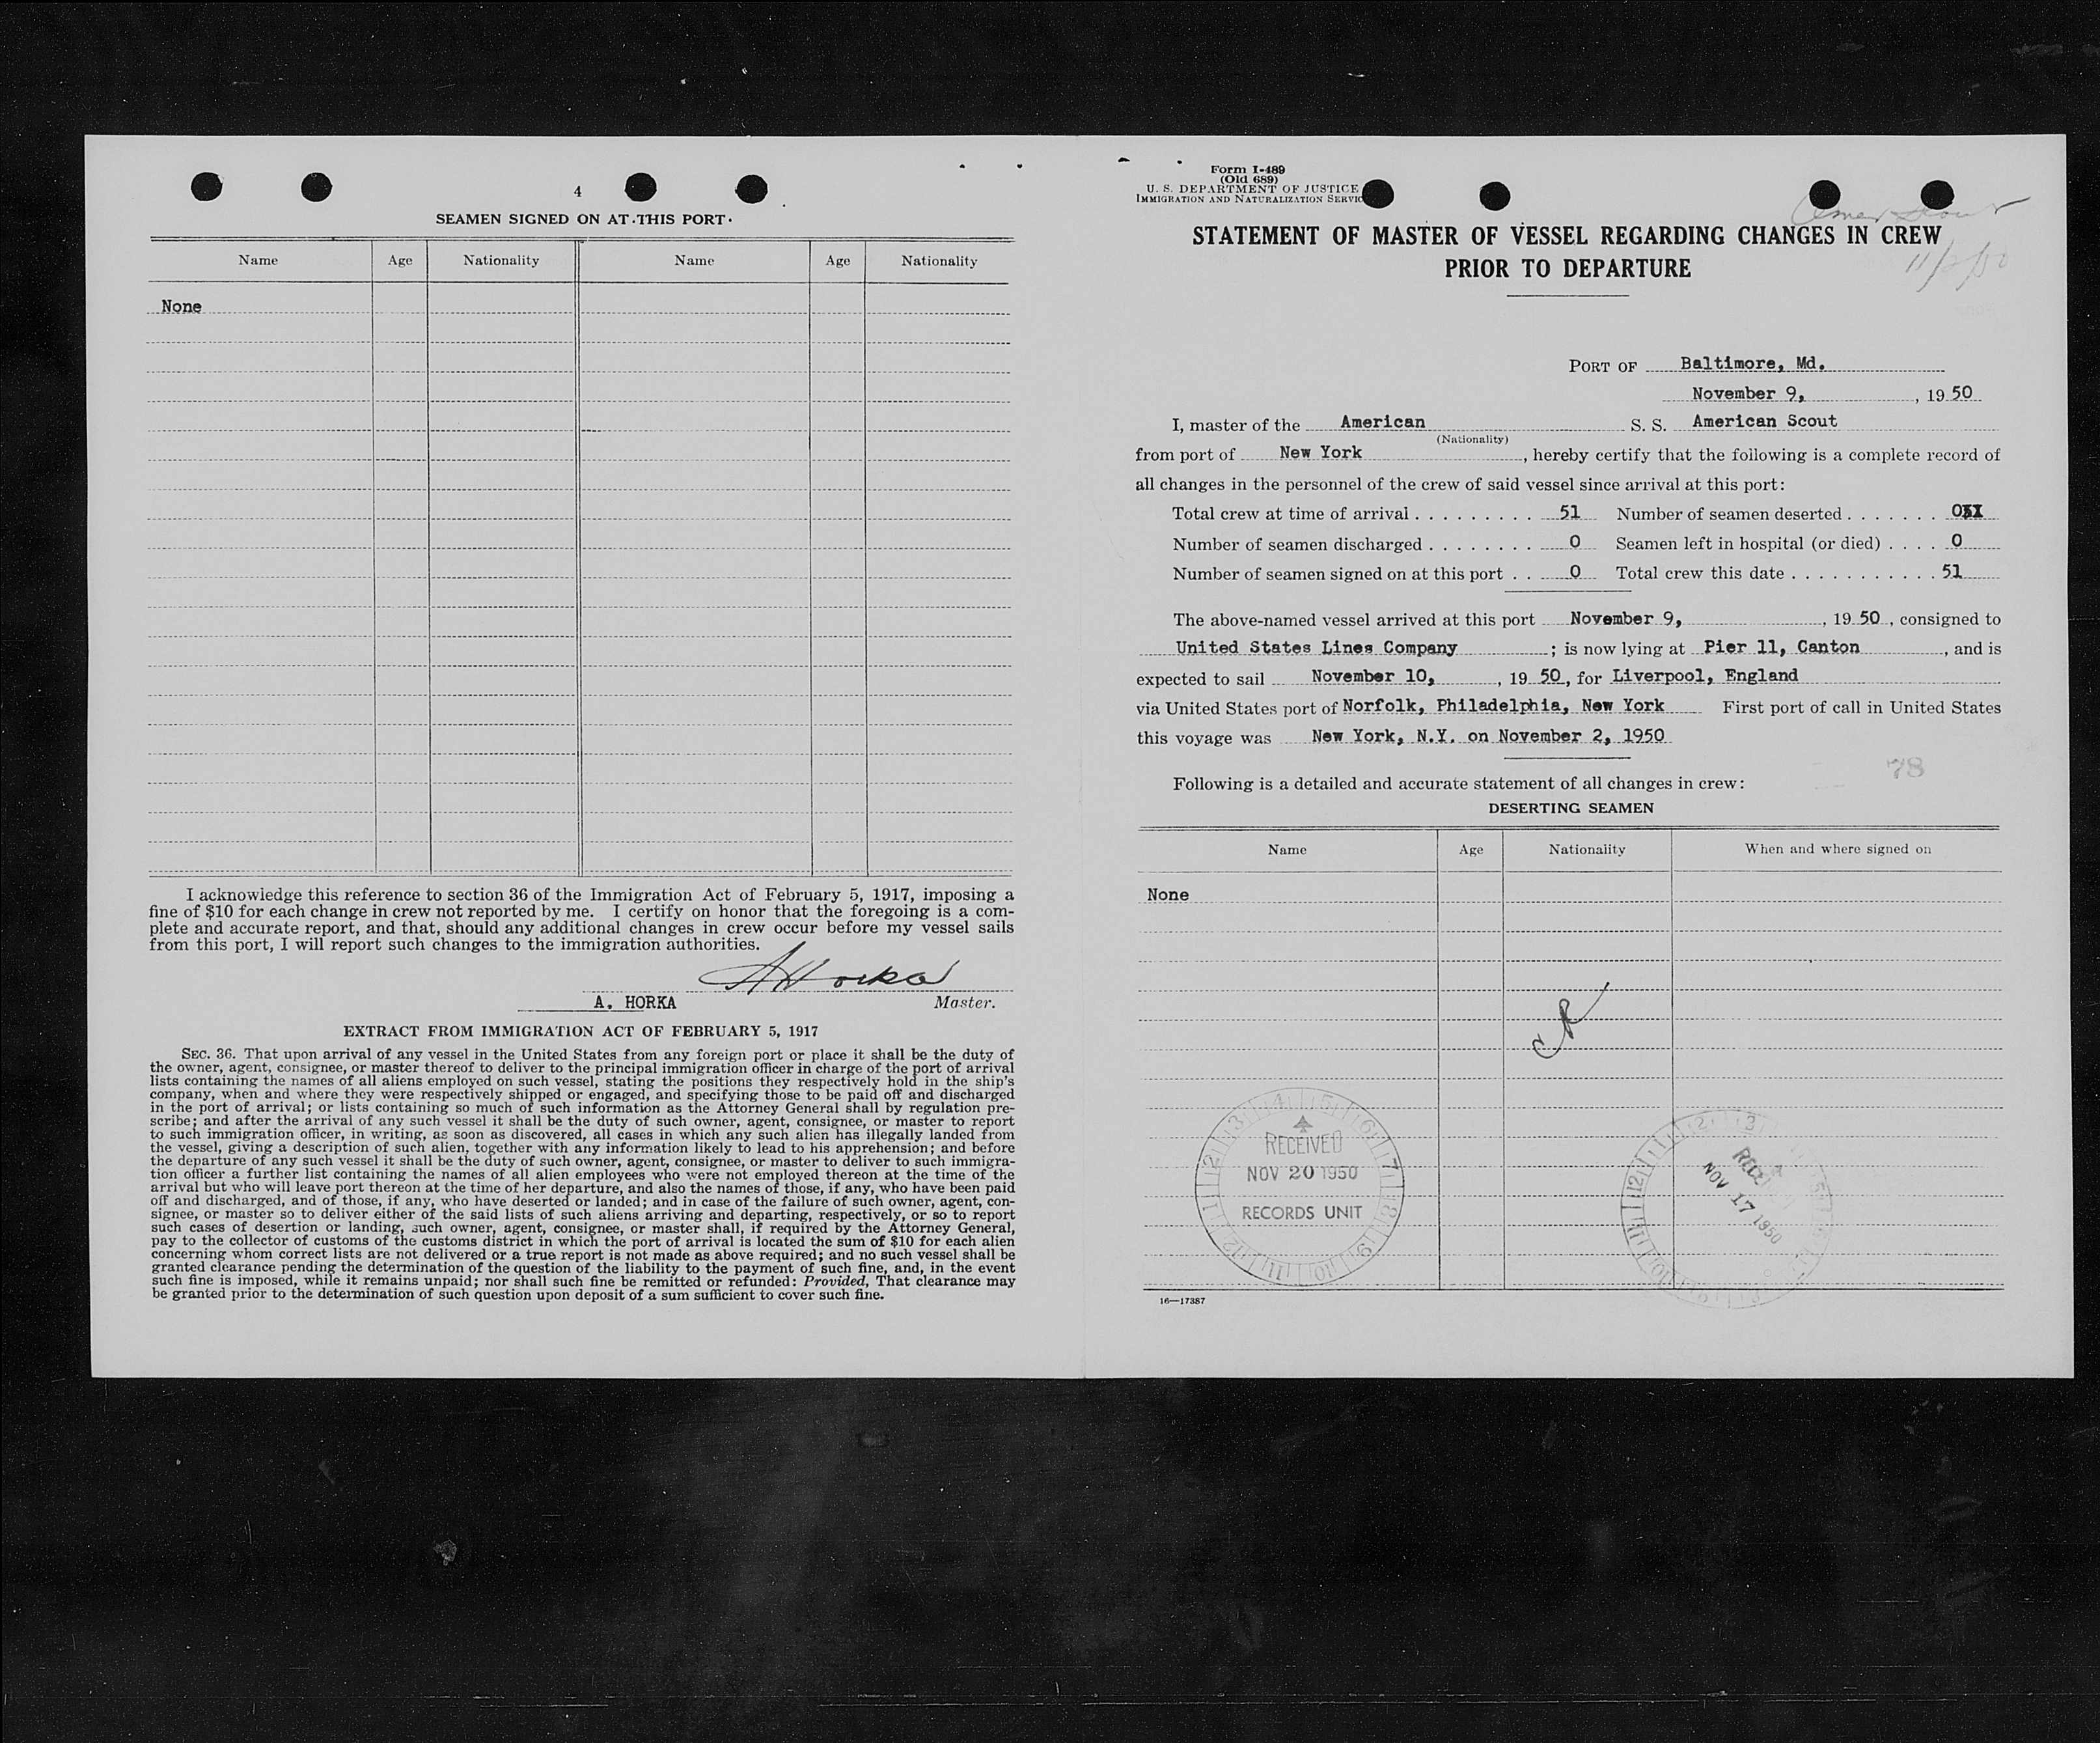 4
SEAMEN SIGNED ON AT THIS PORT.
Name Age Nationality Name Age Nationality
None
I acknowledge this reference to section 36 of the Immigration Act of February 5, 1917, imposing a
fine of $10 for each change in crew not reported by me. I certify on honor that the foregoing is a com-
plete and accurate report, and that, should any additional changes in crew occur before my vessel sails
from this port, I will report such changes to the immigration authorities.
A Horka
A. HORKA Master.
EXTRACT FROM IMMIGRATION ACT OF FEBRUARY 5, 1917
SEC. 36. That upon arrival of any vessel in the United States from any foreign port or place it shall be the duty of
the owner, agent, consignee, or master thereof to deliver to the principal immigration officer in charge of the port of arrival
lists containing the names of all aliens employed on such vessel, stating the positions they respectively hold in the ship's
company, when and where they were respectively shipped or engaged, and specifying those to be paid off and discharged
in the port of arrival; or lists containing so much of such information as the Attorney General shall by regulation pre-
scribe; and after the arrival of any such vessel it shall be the duty of such owner, agent, consignee, or master to report
to such immigration officer, in writing, as soon as discovered, all cases in which any such alien has illegally landed from
the vessel, giving a description of such alien, together with any information likely to lead to his apprehension; and before
the departure of any such vessel it shall be the duty of such owner, agent, consignee, or master to deliver to such immigra-
tion officer a further list containing the names of all alien employees who were not employed thereon at the time of the
arrival but who will leave port thereon at the time of her departure, and also the names of those, if any, who have been paid
off and discharged, and of those, if any, who have deserted or landed; and in case of the failure of such owner, agent, con-
signee, or master so to deliver either of the said lists of such aliens arriving and departing, respectively, or so to report
such cases of desertion or landing, such owner, agent, consignee, or master shall, if required by the Attorney General,
pay to the collector of customs of the customs district in which the port of arrival is located the sum of $10 for each alien
concerning whom correct lists are not delivered or a true report is not made as above required; and no such vessel shall be
granted clearance pending the determination of the question of the liability to the payment of such fine, and, in the event
such fine is imposed, while it remains unpaid; nor shall such fine be remitted or refunded: Provided, That clearance may
be granted prior to the determination of such question upon deposit of a sum sufficient to cover such fine.
Form I-489
(Old 689)
U. S. DEPARTMENT OF JUSTICE
IMMIGRATION AND NATURALIZATION SERVIC
Amer Scout
STATEMENT OF MASTER OF VESSEL REGARDING CHANGES IN CREW
PRIOR TO DEPARTURE
11/2/50
PORT OF Baltimore, Md.
November 9, , 19 50
I, master of the American S. S. American Scout
(Nationality)
from port of New York , hereby certify that the following is a complete record of
all changes in the personnel of the crew of said vessel since arrival at this port:
Total crew at time of arrival . . . . . . . . . 51 Number of seamen deserted . . . . . . . 0
Number of seamen discharged . . . . . . . . 0 Seamen left in hospital (or died) . . . . 0
Number of seamen signed on at this port . . 0 Total crew this date . . . . . . . . . . . 51
The above-named vessel arrived at this port November 9, , 19 50 , consigned to
United States Lines Company ; is now lying at Pier 11, Canton , and is
expected to sail November 10, , 19 50, for Liverpool, England
via United States port of Norfolk, Philadelphia, New York First port of call in United States
this voyage was New York, N.Y. on November 2, 1950
78
Following is a detailed and accurate statement of all changes in crew:
DESERTING SEAMEN
Name Age Nationality When and where signed on
None
RECEIVED
NOV 20 1950
RECORDS UNIT
NOV 17 1950
16—17387